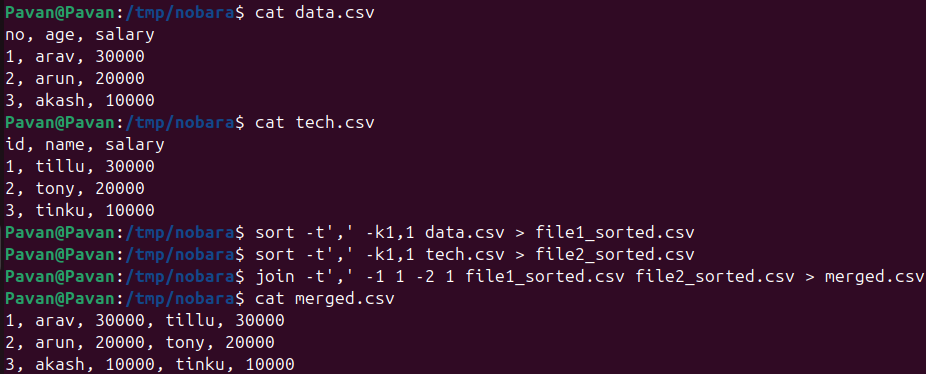 Pavan@Pavan:/tmp/nobara$ cat data.csv
no, age, salary
1, arav, 30000
2, arun, 20000
3, akash, 10000
Pavan@Pavan:/tmp/nobara$ cat tech.csv
id, name, salary
1, tillu, 30000
2, tony, 20000
3, tinku, 10000
Pavan@Pavan:/tmp/nobara$ sort -t',' -k1,1 data.csv > file1_sorted.csv
Pavan@Pavan:/tmp/nobara$ sort -t',' -k1,1 tech.csv > file2_sorted.csv
Pavan@Pavan:/tmp/nobara$ join -t',' -1 1 -2 1 file1_sorted.csv file2_sorted.csv > merged.csv
Pavan@Pavan:/tmp/nobara$ cat merged.csv
1, arav, 30000, tillu, 30000
2, arun, 20000, tony, 20000
3, akash, 10000, tinku, 10000